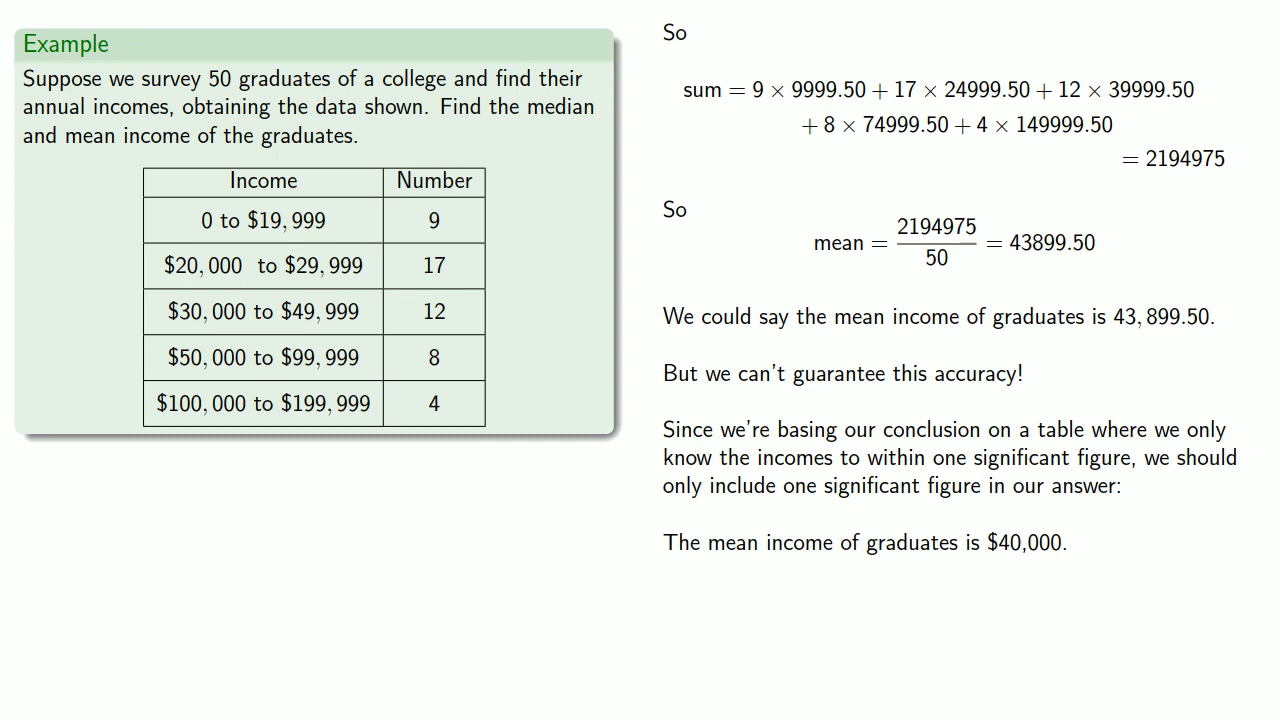 Example
Suppose we survey 50 graduates of a college and find their
annual incomes, obtaining the data shown. Find the median
and mean income of the graduates.
Income Number
0 to $19,999 9
$20,000 to $29,999 17
$30,000 to $49,999 12
$50,000 to $99,999 8
$100,000 to $199,999 4
So
sum = 9 × 9999.50 + 17 × 24999.50 + 12 × 39999.50
+ 8 × 74999.50 + 4 × 149999.50
= 2194975
So
mean = 2194975/50 = 43899.50
We could say the mean income of graduates is 43,899.50.
But we can't guarantee this accuracy!
Since we're basing our conclusion on a table where we only
know the incomes to within one significant figure, we should
only include one significant figure in our answer:
The mean income of graduates is $40,000.